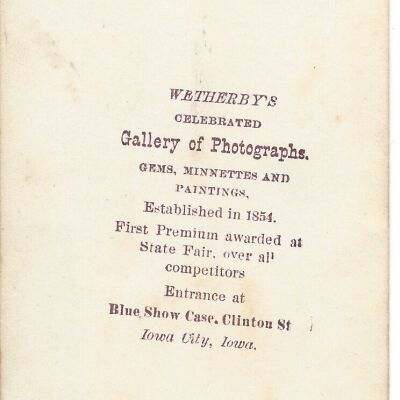 WETHERBY'S
CELEBRATED
Gallery of Photographs.
GEMS, MINNETTES AND
PAINTINGS,
Established in 1854.
First Premium awarded at
State Fair. over all
competitors
Entrance at
Blue Show Case. Clinton St
Iowa City, Iowa.